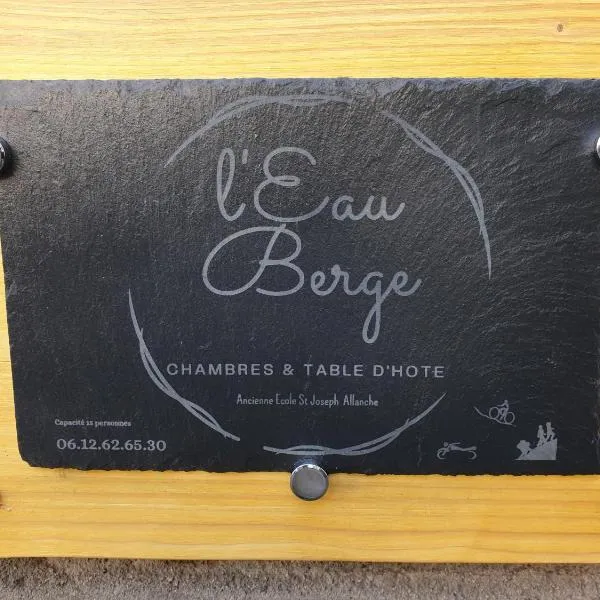 l'Eau
Berge
CHAMBRES & TABLE D'HOTE
Ancienne Ecole St Joseph Allanche
Capacité 15 personnes
06.12.62.65.30